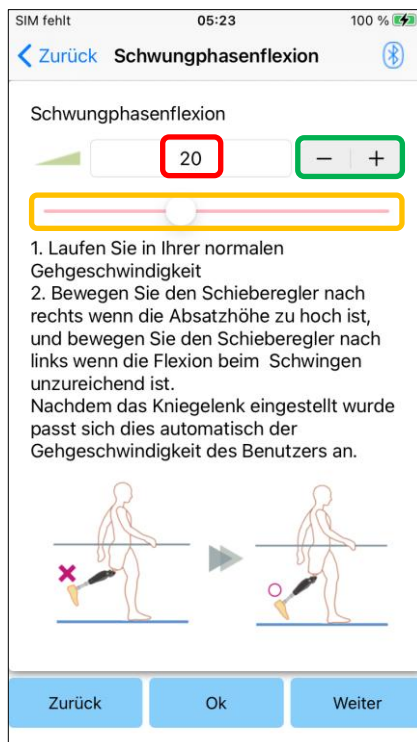 SIM fehlt 05:23 100 %
Zurück Schwungphasenflexion
Schwungphasenflexion
20 − +
1. Laufen Sie in Ihrer normalen
Gehgeschwindigkeit
2. Bewegen Sie den Schieberegler nach
rechts wenn die Absatzhöhe zu hoch ist,
und bewegen Sie den Schieberegler nach
links wenn die Flexion beim  Schwingen
unzureichend ist.
Nachdem das Kniegelenk eingestellt wurde
passt sich dies automatisch der
Gehgeschwindigkeit des Benutzers an.
Zurück Ok Weiter